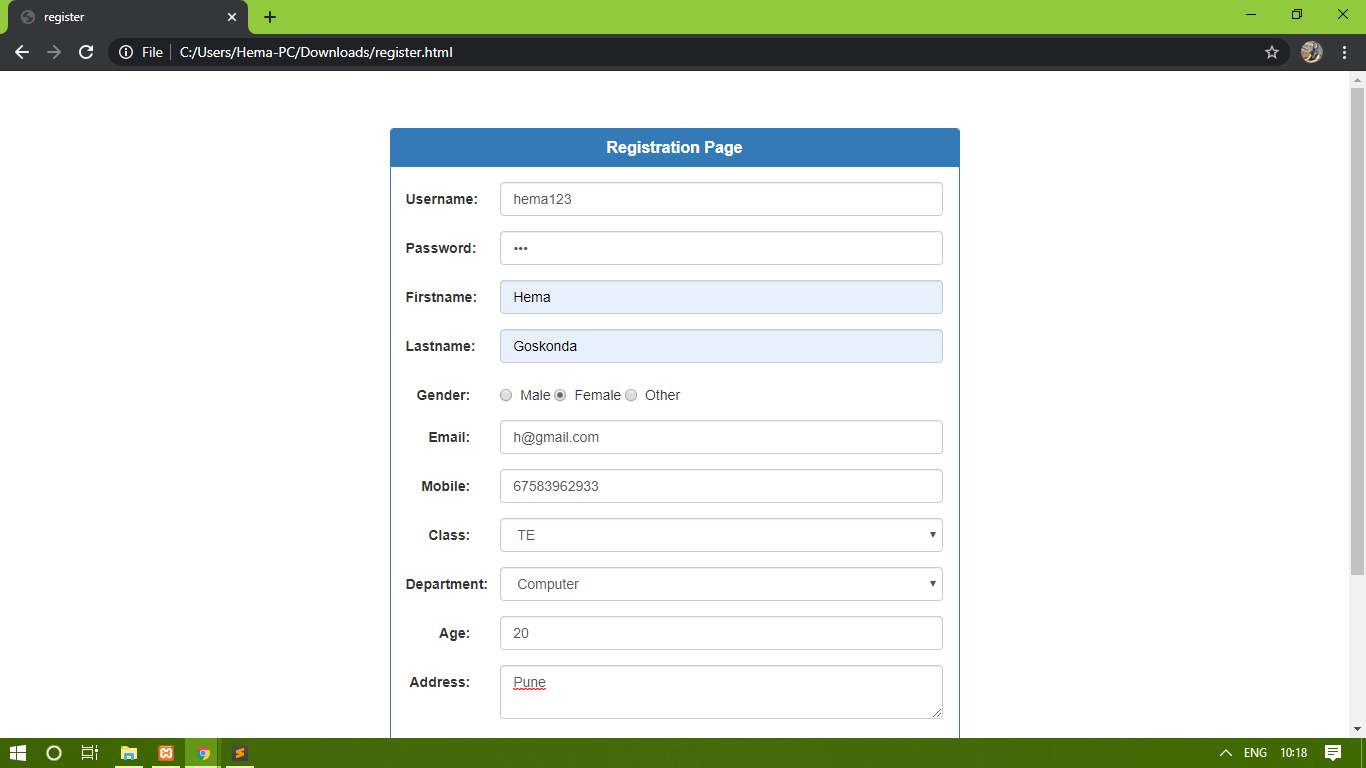 register
File C:/Users/Hema-PC/Downloads/register.html
Registration Page
Username: hema123
Password: •••
Firstname: Hema
Lastname: Goskonda
Gender: Male Female Other
Email: h@gmail.com
Mobile: 67583962933
Class: TE
Department: Computer
Age: 20
Address: Pune
ENG 10:18